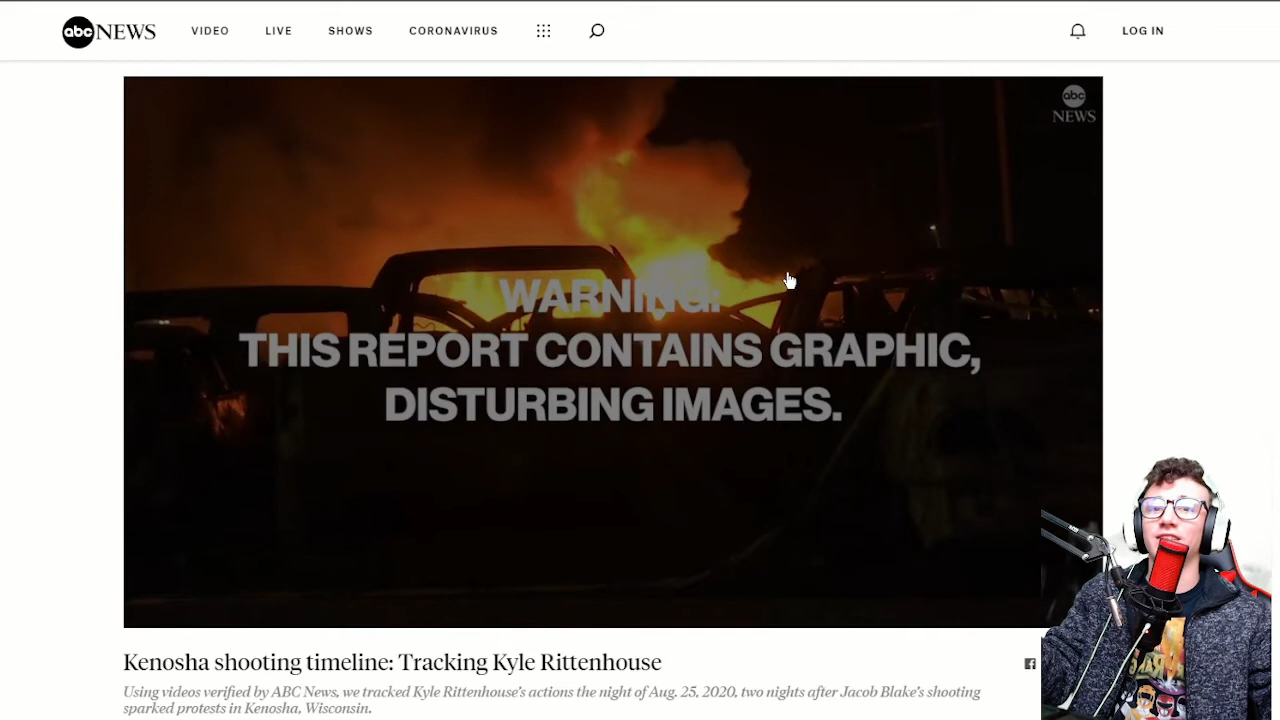 abc NEWS VIDEO LIVE SHOWS CORONAVIRUS LOG IN
abc
NEWS
WARNING:
THIS REPORT CONTAINS GRAPHIC,
DISTURBING IMAGES.
Kenosha shooting timeline: Tracking Kyle Rittenhouse
Using videos verified by ABC News, we tracked Kyle Rittenhouse's actions the night of Aug. 25, 2020, two nights after Jacob Blake's shooting
sparked protests in Kenosha, Wisconsin.